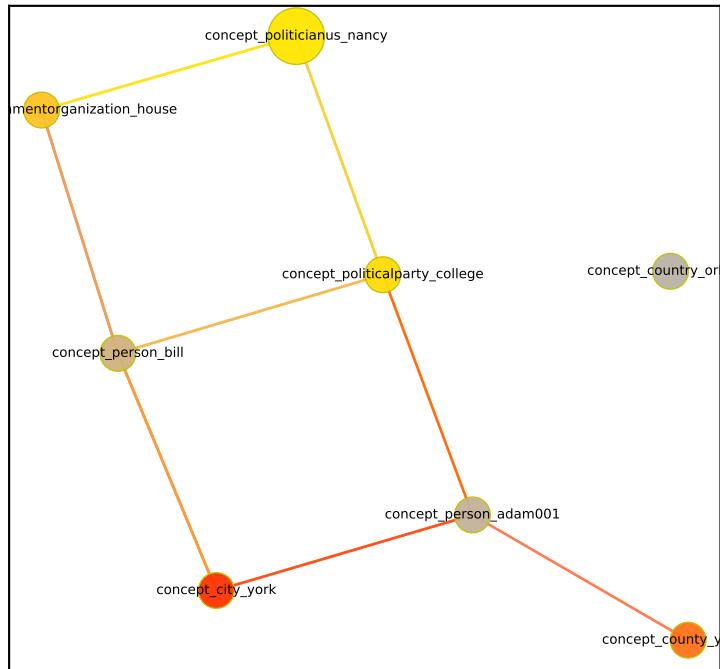 concept_politicianus_nancy
mentorganization_house
concept_country_or
concept_politicalparty_college
concept_person_bill
concept_person_adam001
concept_city_york
concept_county_y